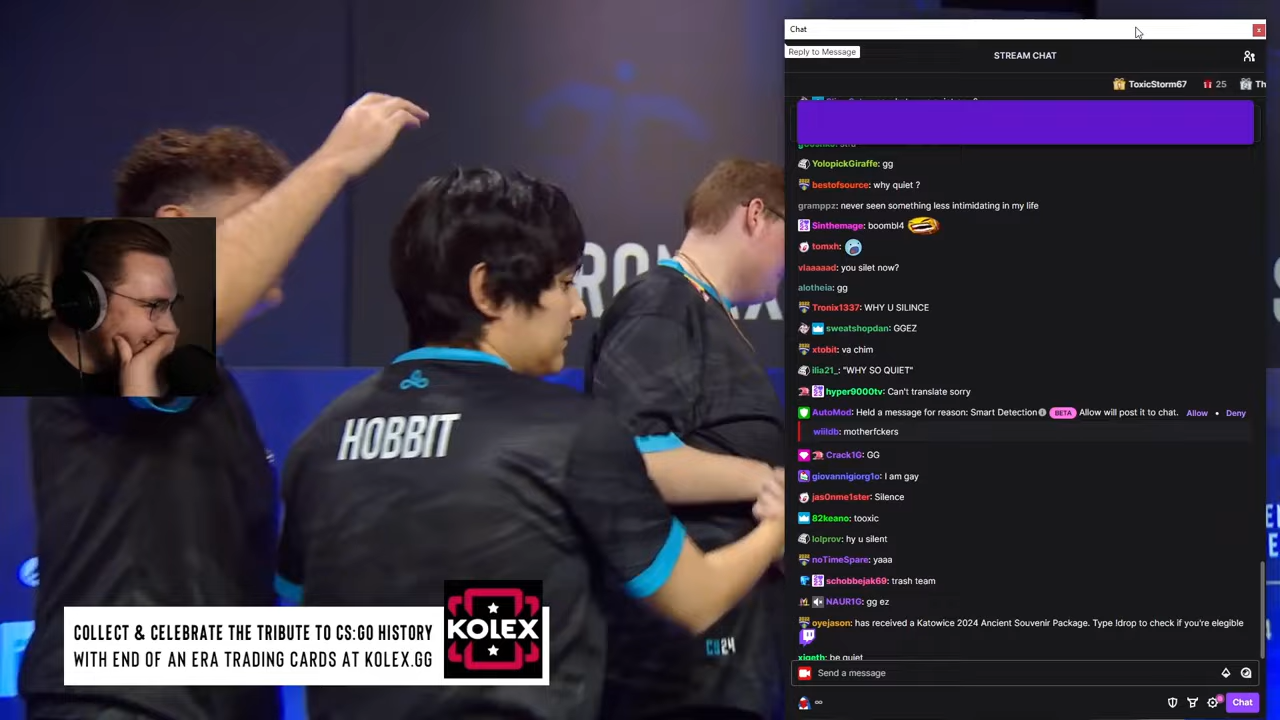 Chat
Reply to Message
STREAM CHAT
ToxicStorm67
25
Th
YolopickGiraffe: gg
bestofsource: why quiet ?
gramppz: never seen something less intimidating in my life
Sinthemage: boombl4
tomxh:
vlaaaaad: you silet now?
alotheia: gg
Tronix1337: WHY U SILINCE
sweatshopdan: GGEZ
xtobit: va chim
ilia21_: "WHY SO QUIET"
hyper9000tv: Can't translate sorry
AutoMod: Held a message for reason: Smart Detection BETA Allow will post it to chat. Allow • Deny
wiildb: motherfckers
Crack1G: GG
giovannigiorg1o: I am gay
jas0nme1ster: Silence
82keano: tooxic
lolprov: hy u silent
noTimeSpare: yaaa
schobbejak69: trash team
NAUR1G: gg ez
oyejason: has received a Katowice 2024 Ancient Souvenir Package. Type !drop to check if you're elegible
xigeth: be quiet
Send a message
Chat
HOBBIT
COLLECT & CELEBRATE THE TRIBUTE TO CS:GO HISTORY
WITH END OF AN ERA TRADING CARDS AT KOLEX.GG
KOLEX